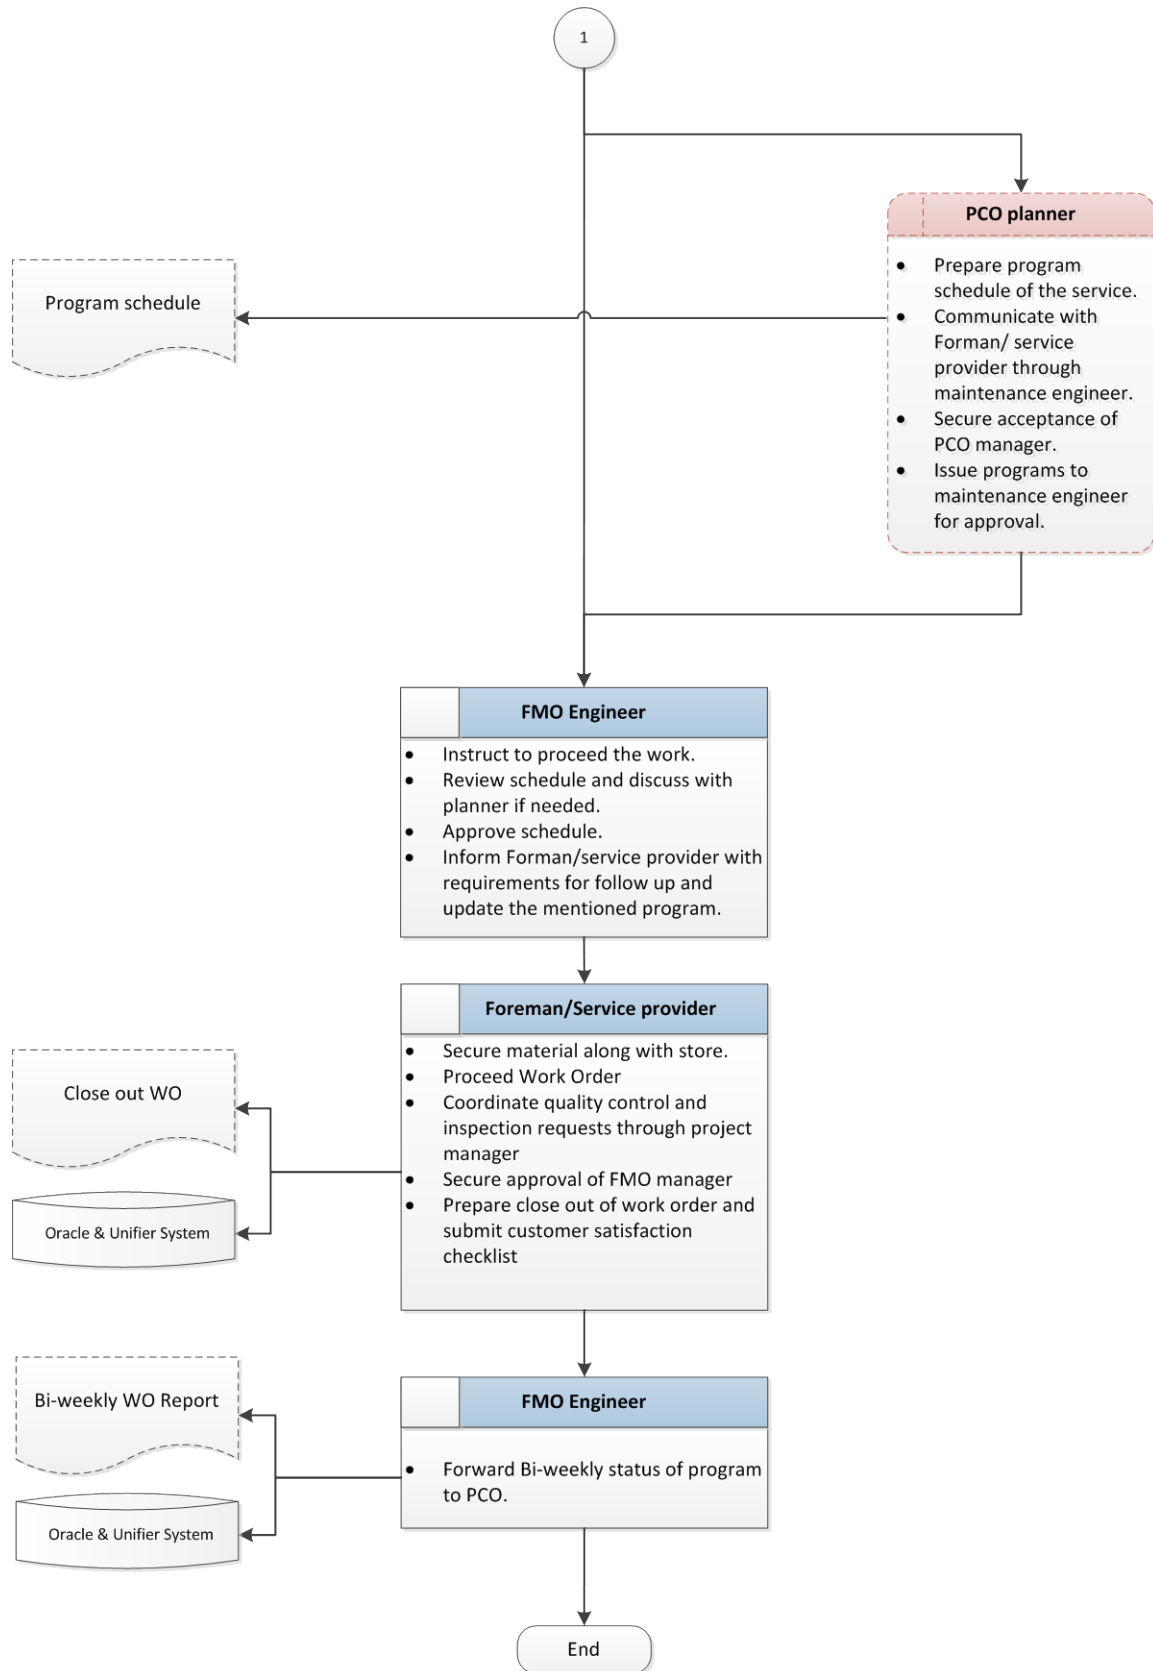 1
PCO planner
• Prepare program
schedule of the service.
• Communicate with
Forman/ service
provider through
maintenance engineer.
• Secure acceptance of
PCO manager.
• Issue programs to
maintenance engineer
for approval.
Program schedule
FMO Engineer
• Instruct to proceed the work.
• Review schedule and discuss with
planner if needed.
• Approve schedule.
• Inform Forman/service provider with
requirements for follow up and
update the mentioned program.
Foreman/Service provider
• Secure material along with store.
• Proceed Work Order
• Coordinate quality control and
inspection requests through project
manager
• Secure approval of FMO manager
• Prepare close out of work order and
submit customer satisfaction
checklist
Close out WO
Oracle & Unifier System
FMO Engineer
• Forward Bi-weekly status of program
to PCO.
Bi-weekly WO Report
Oracle & Unifier System
End